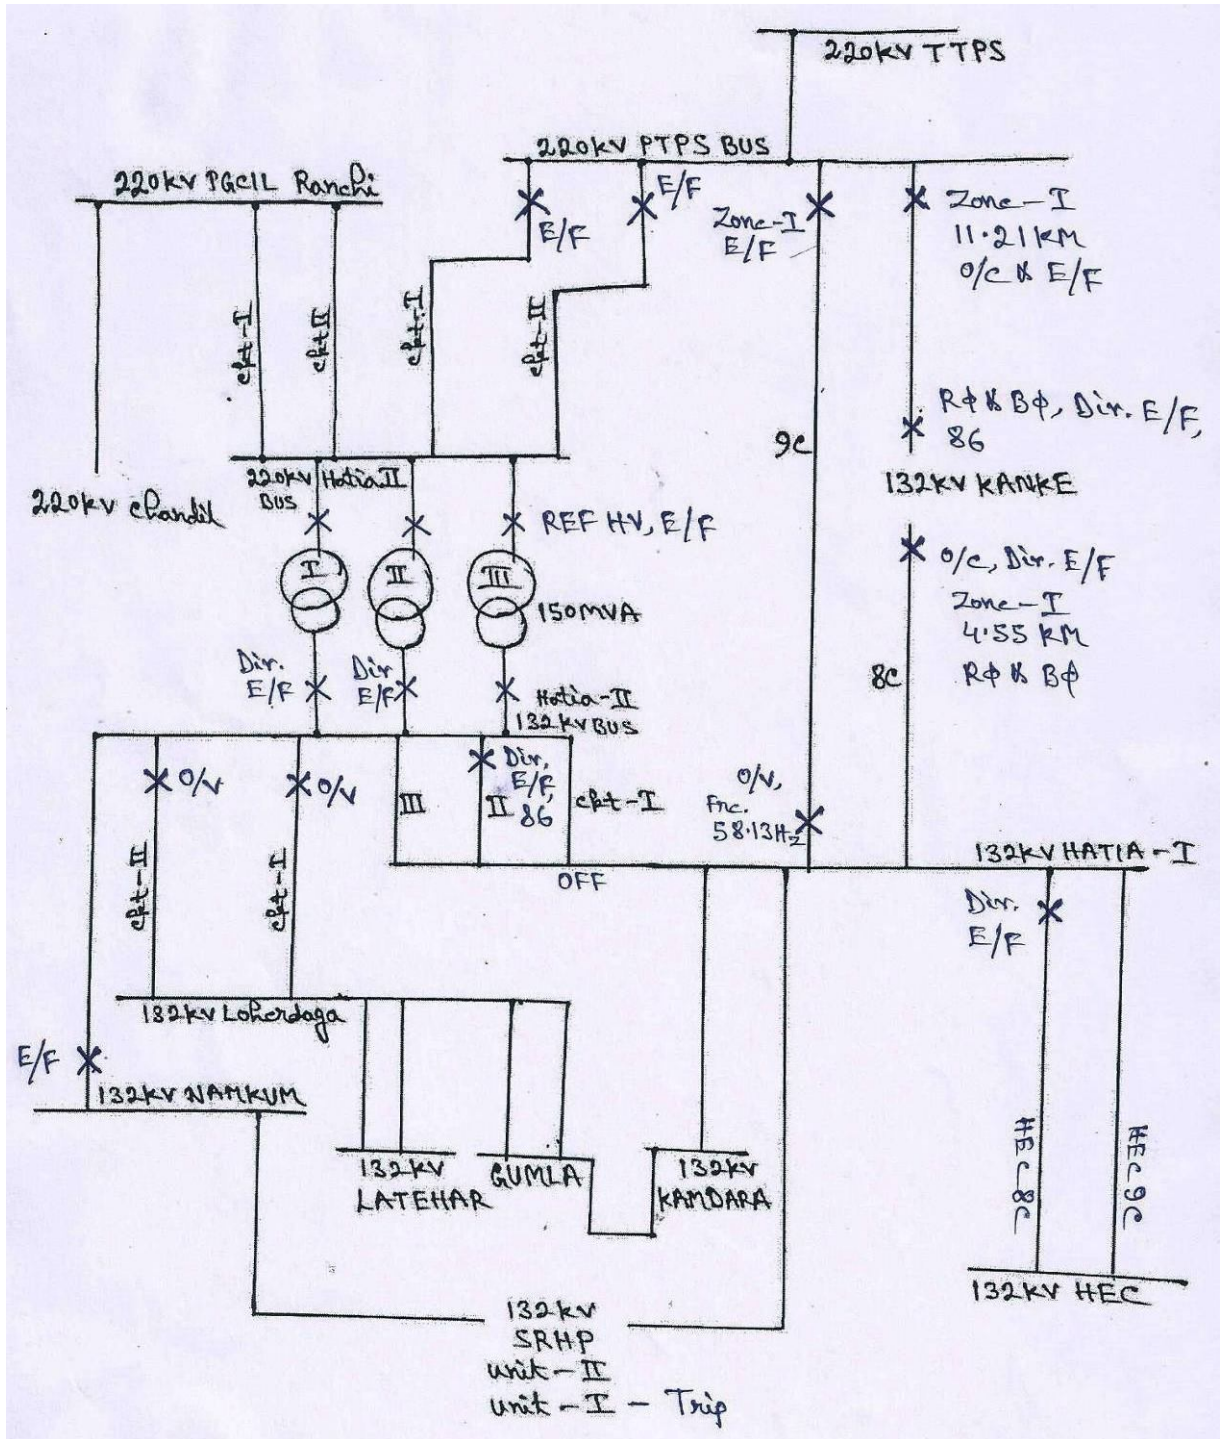 220KV TTPS
220KV PTPS BUS
220KV PGCIL Ranchi
E/F
E/F
Zone-I
E/F
Zone-I
11.21KM
O/C & E/F
ckt-I
ckt II
ckt-I
ckt-II
9C
Rφ & Bφ, Dir. E/F,
86
132KV KANKE
220KV Chandil
220KV Hatia II
BUS
REF HV, E/F
I
II
III
150MVA
O/C, Dir. E/F
Zone-I
4.55 KM
Rφ & Bφ
8C
Dir.
E/F
Dir
E/F
Hatia-II
132KV BUS
O/V
O/V
III
II
Dir,
E/F,
86
ckt-I
O/V,
Frc.
58.13Hz
OFF
132KV HATIA-I
ckt-II
ckt-I
Dir.
E/F
132KV Loherdaga
E/F
132KV NAMKUM
132KV
LATEHAR
GUMLA
132KV
KAMDARA
HEC 8C
HEC 9C
132KV HEC
132KV
SRHP
unit-II
unit-I-Trip